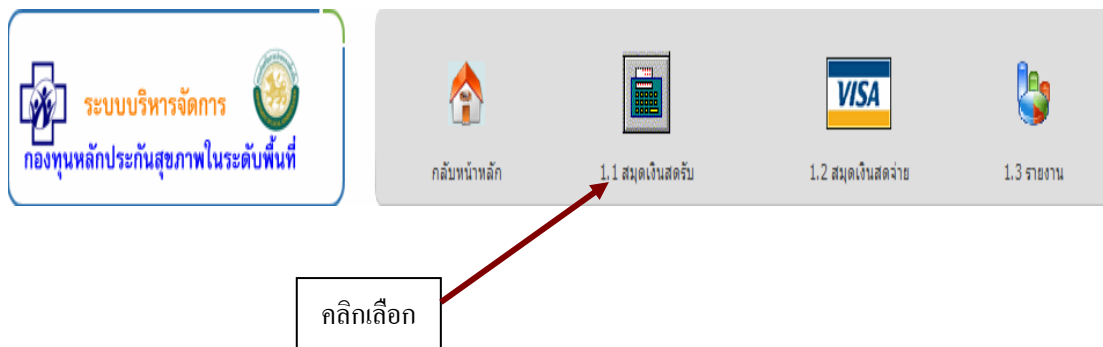 ระบบบริหารจัดการ
กองทุนหลักประกันสุขภาพในระดับพื้นที่
VISA
กลับหน้าหลัก
1.1 สมุดเงินสดรับ
1.2 สมุดเงินสดจ่าย
1.3 รายงาน
คลิกเลือก